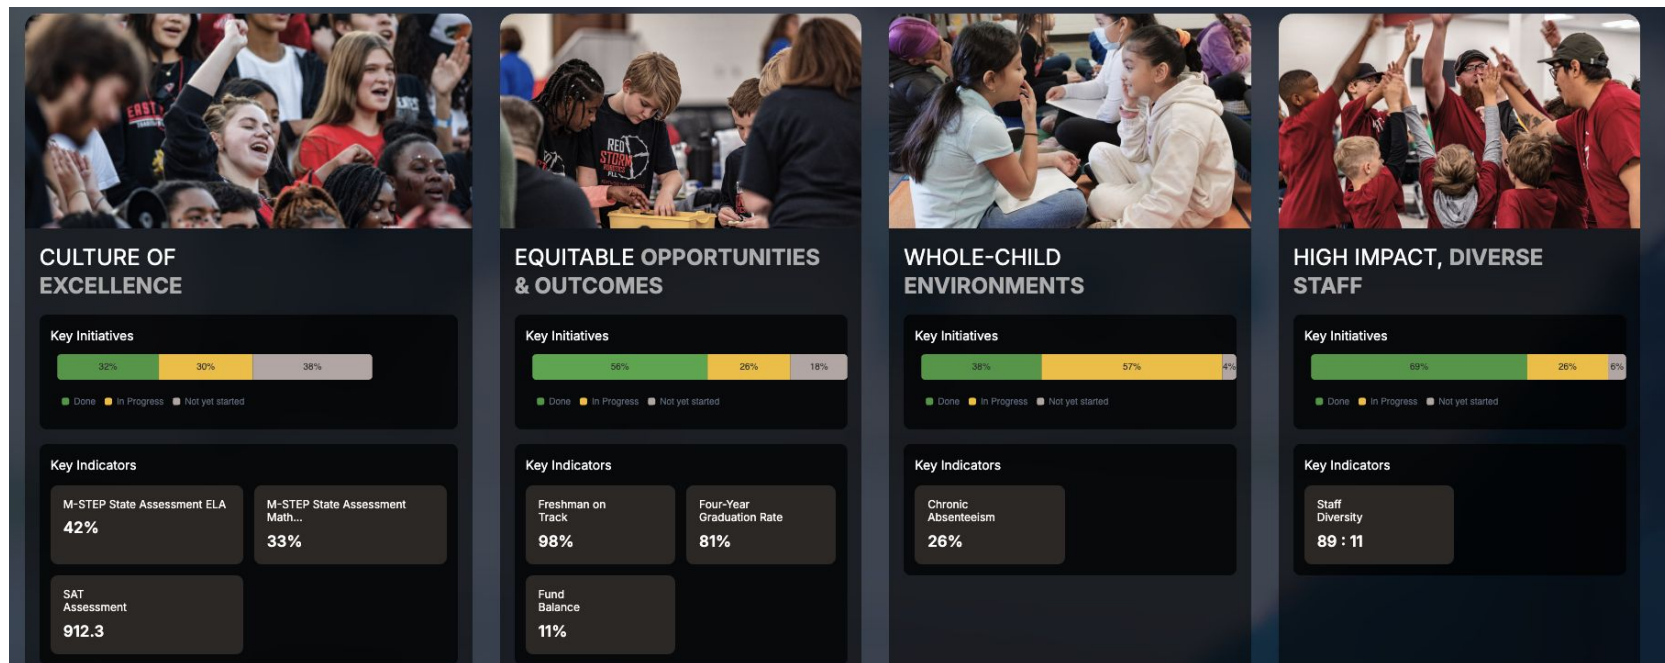 EAST
RED
STORM
ROBOTICS
CULTURE OF
EXCELLENCE
Key Initiatives
32% 30% 38%
Done In Progress Not yet started
Key Indicators
M-STEP State Assessment ELA
42%
M-STEP State Assessment
Math...
33%
SAT
Assessment
912.3
EQUITABLE OPPORTUNITIES
& OUTCOMES
Key Initiatives
56% 26% 18%
Done In Progress Not yet started
Key Indicators
Freshman on
Track
98%
Four-Year
Graduation Rate
81%
Fund
Balance
11%
WHOLE-CHILD
ENVIRONMENTS
Key Initiatives
38% 57% 4%
Done In Progress Not yet started
Key Indicators
Chronic
Absenteeism
26%
HIGH IMPACT, DIVERSE
STAFF
Key Initiatives
69% 26% 6%
Done In Progress Not yet started
Key Indicators
Staff
Diversity
89 : 11